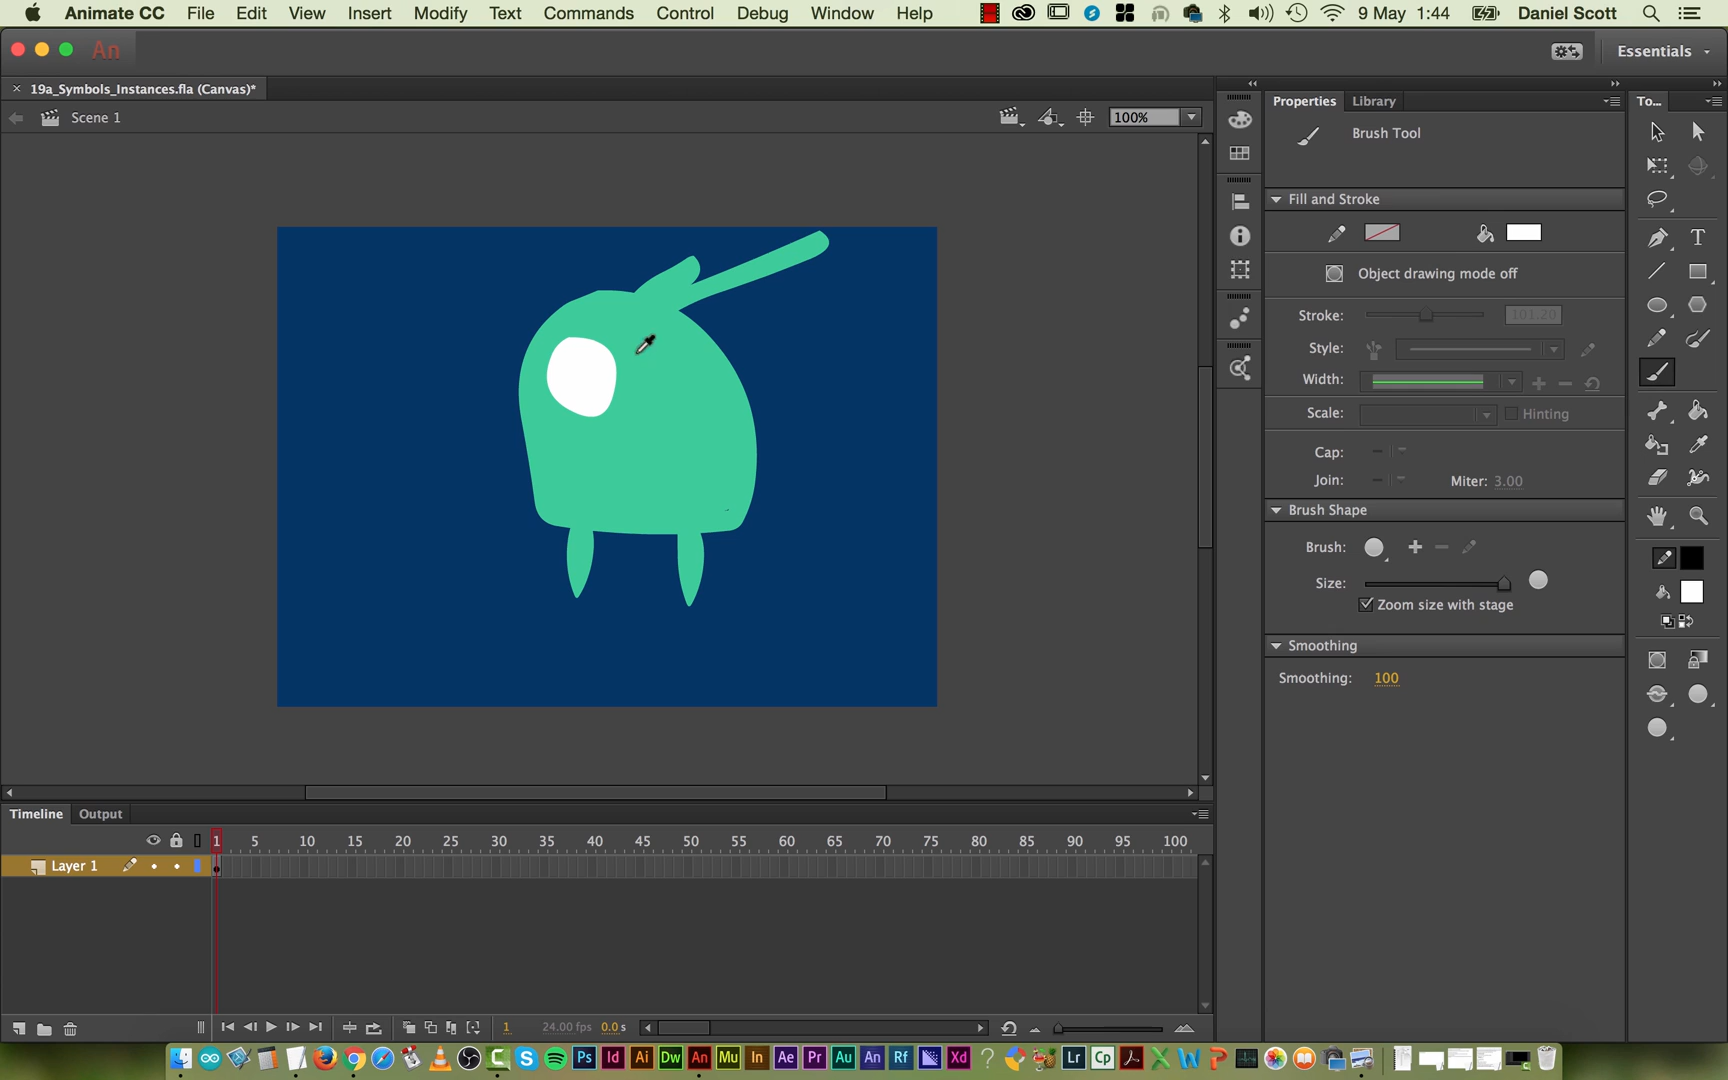 Animate CC File Edit View Insert Modify Text Commands Control Debug Window Help 9 May 1:44 Daniel Scott
An Essentials
19a_Symbols_Instances.fla (Canvas)*
Scene 1 100%
Properties Library To...
Brush Tool
Fill and Stroke
Object drawing mode off
Stroke: 101.20
Style:
Width:
Scale: Hinting
Cap:
Join: Miter: 3.00
Brush Shape
Brush:
Size:
Zoom size with stage
Smoothing
Smoothing: 100
Timeline Output
1 5 10 15 20 25 30 35 40 45 50 55 60 65 70 75 80 85 90 95 100
Layer 1
1 24.00 fps 0.0 s
Ps Id Ai Dw An Mu In Ae Pr Au An Rf Xd Lr Cp